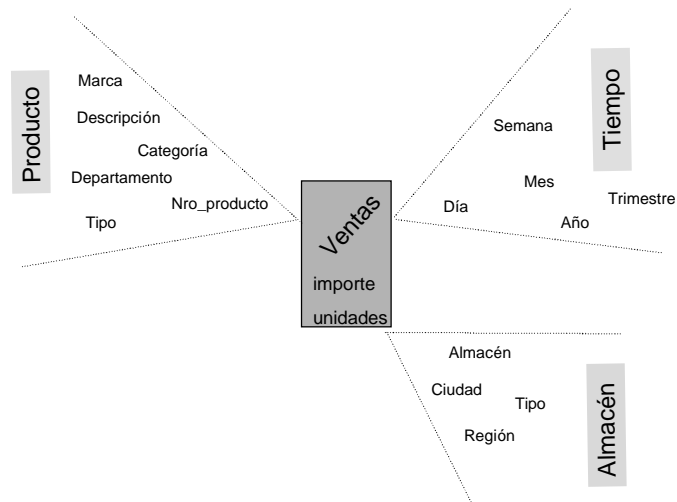 Producto
Marca
Descripción
Categoría
Departamento
Nro_producto
Tipo
Ventas
importe
unidades
Tiempo
Semana
Mes
Trimestre
Día
Año
Almacén
Ciudad
Tipo
Región
Almacén